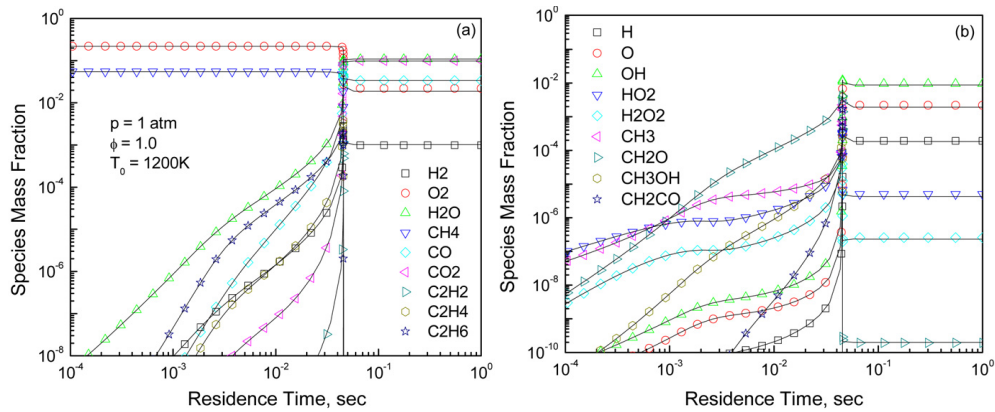 (a)
10^0
10^-2
10^-4
10^-6
10^-8
Species Mass Fraction
p = 1 atm
ϕ = 1.0
T_0 = 1200K
H2
O2
H2O
CH4
CO
CO2
C2H2
C2H4
C2H6
10^-4 10^-3 10^-2 10^-1 10^0
Residence Time, sec
(b)
10^0
10^-2
10^-4
10^-6
10^-8
10^-10
Species Mass Fraction
H
O
OH
HO2
H2O2
CH3
CH2O
CH3OH
CH2CO
10^-4 10^-3 10^-2 10^-1 10^0
Residence Time, sec